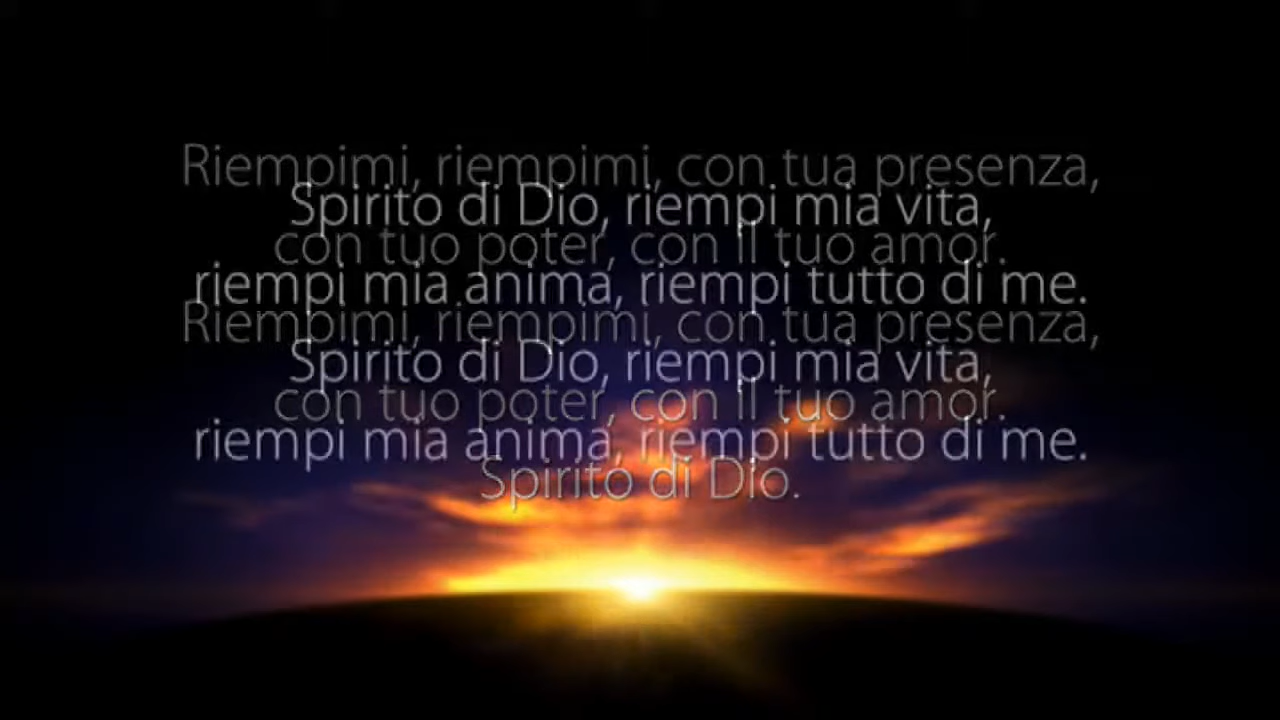 Riempimi, riempimi, con tua presenza,
Spirito di Dio, riempi mia vita,
con tuo poter, con il tuo amor.
riempi mia anima, riempi tutto di me.
Riempimi, riempimi, con tua presenza,
Spirito di Dio, riempi mia vita,
con tuo poter, con il tuo amor.
riempi mia anima, riempi tutto di me.
Spirito di Dio.